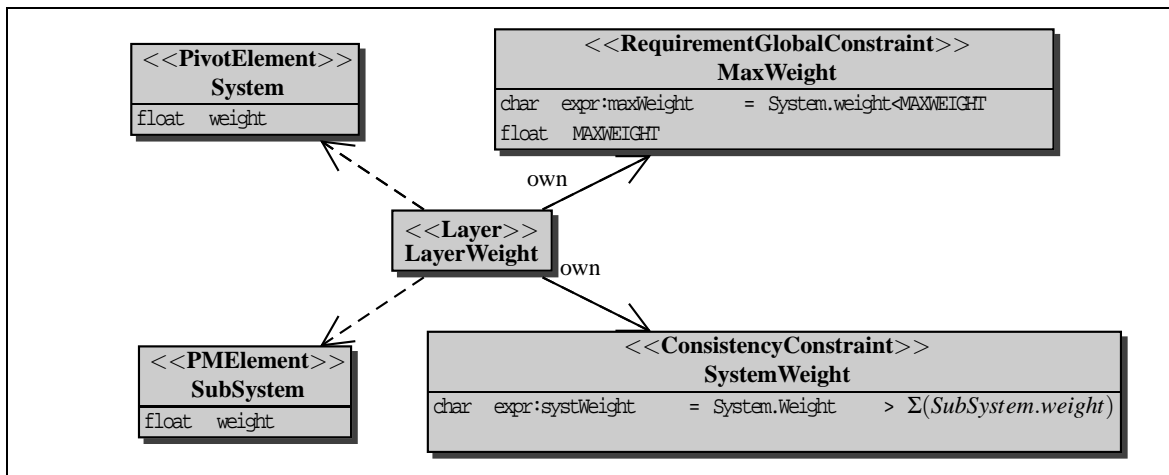 <<PivotElement>>
System
float weight
<<RequirementGlobalConstraint>>
MaxWeight
char expr:maxWeight = System.weight<MAXWEIGHT
float MAXWEIGHT
own
<<Layer>>
LayerWeight
own
<<PMElement>>
SubSystem
float weight
<<ConsistencyConstraint>>
SystemWeight
char expr:systWeight = System.Weight > Σ(SubSystem.weight)